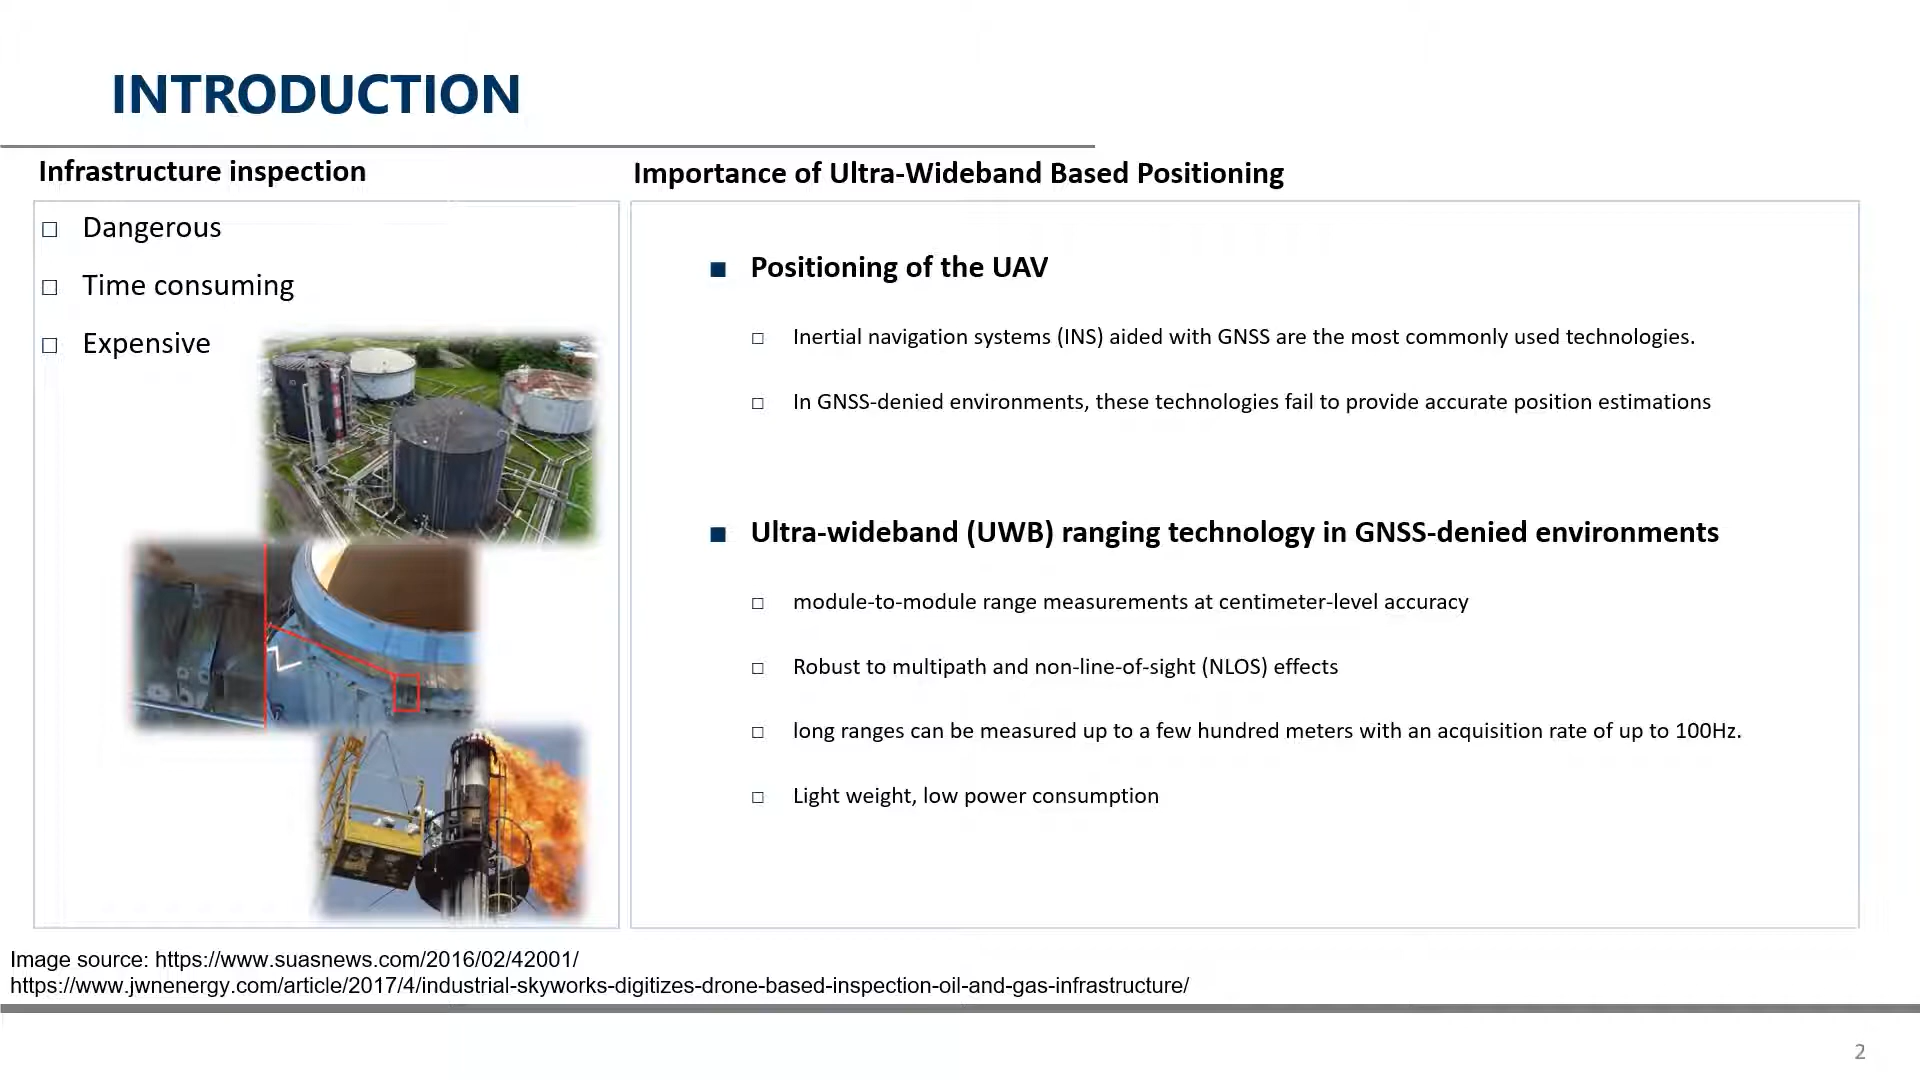 INTRODUCTION
Infrastructure inspection
Dangerous
Time consuming
Expensive
Importance of Ultra-Wideband Based Positioning
Positioning of the UAV
Inertial navigation systems (INS) aided with GNSS are the most commonly used technologies.
In GNSS-denied environments, these technologies fail to provide accurate position estimations
Ultra-wideband (UWB) ranging technology in GNSS-denied environments
module-to-module range measurements at centimeter-level accuracy
Robust to multipath and non-line-of-sight (NLOS) effects
long ranges can be measured up to a few hundred meters with an acquisition rate of up to 100Hz.
Light weight, low power consumption
Image source: https://www.suasnews.com/2016/02/42001/
https://www.jwnenergy.com/article/2017/4/industrial-skyworks-digitizes-drone-based-inspection-oil-and-gas-infrastructure/
2